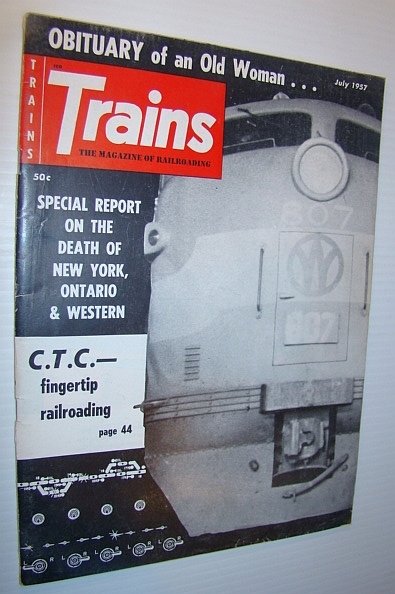 OBITUARY of an Old Woman . . .
July 1957
TRAINS
Trains
THE MAGAZINE OF RAILROADING
50c
SPECIAL REPORT
ON THE
DEATH OF
NEW YORK,
ONTARIO
& WESTERN
C.T.C.—
fingertip
railroading
page 44
807
W
807
L R L R L R L R